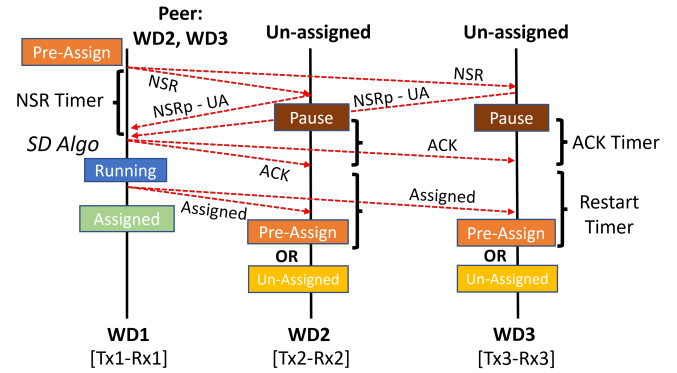 Peer:
WD2, WD3
Un-assigned
Un-assigned
Pre-Assign
NSR
NSR
NSR Timer
NSRp - UA
NSRp - UA
Pause
Pause
SD Algo
ACK
ACK
ACK Timer
Running
Assigned
Assigned
Assigned
Restart
Timer
Pre-Assign
Pre-Assign
OR
OR
Un-Assigned
Un-Assigned
WD1
WD2
WD3
[Tx1-Rx1]
[Tx2-Rx2]
[Tx3-Rx3]